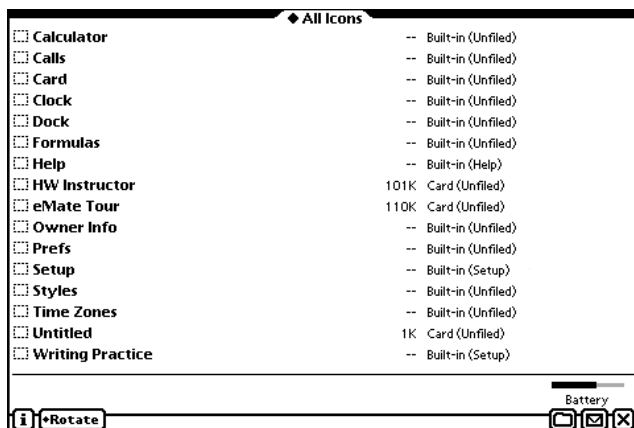 ◆ All Icons
Calculator -- Built-in (Unfiled)
Calls -- Built-in (Unfiled)
Card -- Built-in (Unfiled)
Clock -- Built-in (Unfiled)
Dock -- Built-in (Unfiled)
Formulas -- Built-in (Unfiled)
Help -- Built-in (Help)
HW Instructor 101K Card (Unfiled)
eMate Tour 110K Card (Unfiled)
Owner Info -- Built-in (Unfiled)
Prefs -- Built-in (Unfiled)
Setup -- Built-in (Setup)
Styles -- Built-in (Unfiled)
Time Zones -- Built-in (Unfiled)
Untitled 1K Card (Unfiled)
Writing Practice -- Built-in (Setup)
Battery
i ◆Rotate X